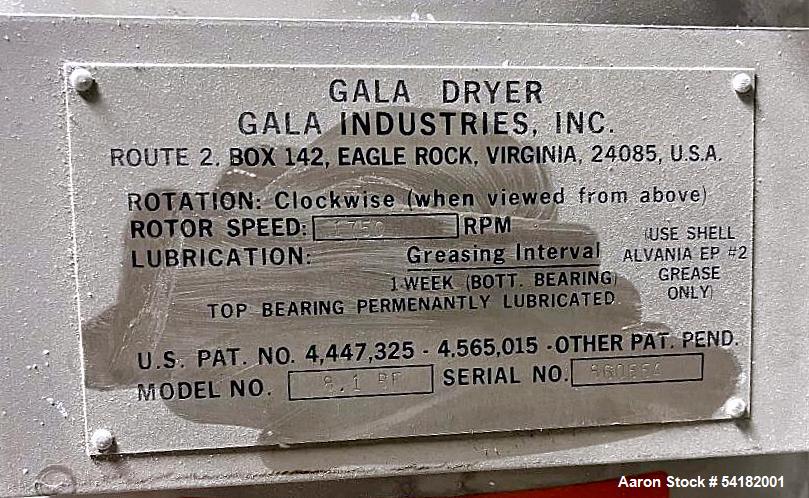 GALA DRYER
GALA INDUSTRIES, INC.
ROUTE 2, BOX 142, EAGLE ROCK, VIRGINIA, 24085, U.S.A.
ROTATION: Clockwise (when viewed from above)
ROTOR SPEED: 1750 RPM
LUBRICATION: Greasing Interval
1-WEEK (BOTT. BEARING)
TOP BEARING PERMENANTLY LUBRICATED
(USE SHELL
ALVANIA EP #2
GREASE
ONLY)
U.S. PAT. NO. 4,447,325 - 4,565,015 -OTHER PAT. PEND.
MODEL NO. 8.1 SERIAL NO.
Aaron Stock # 54182001